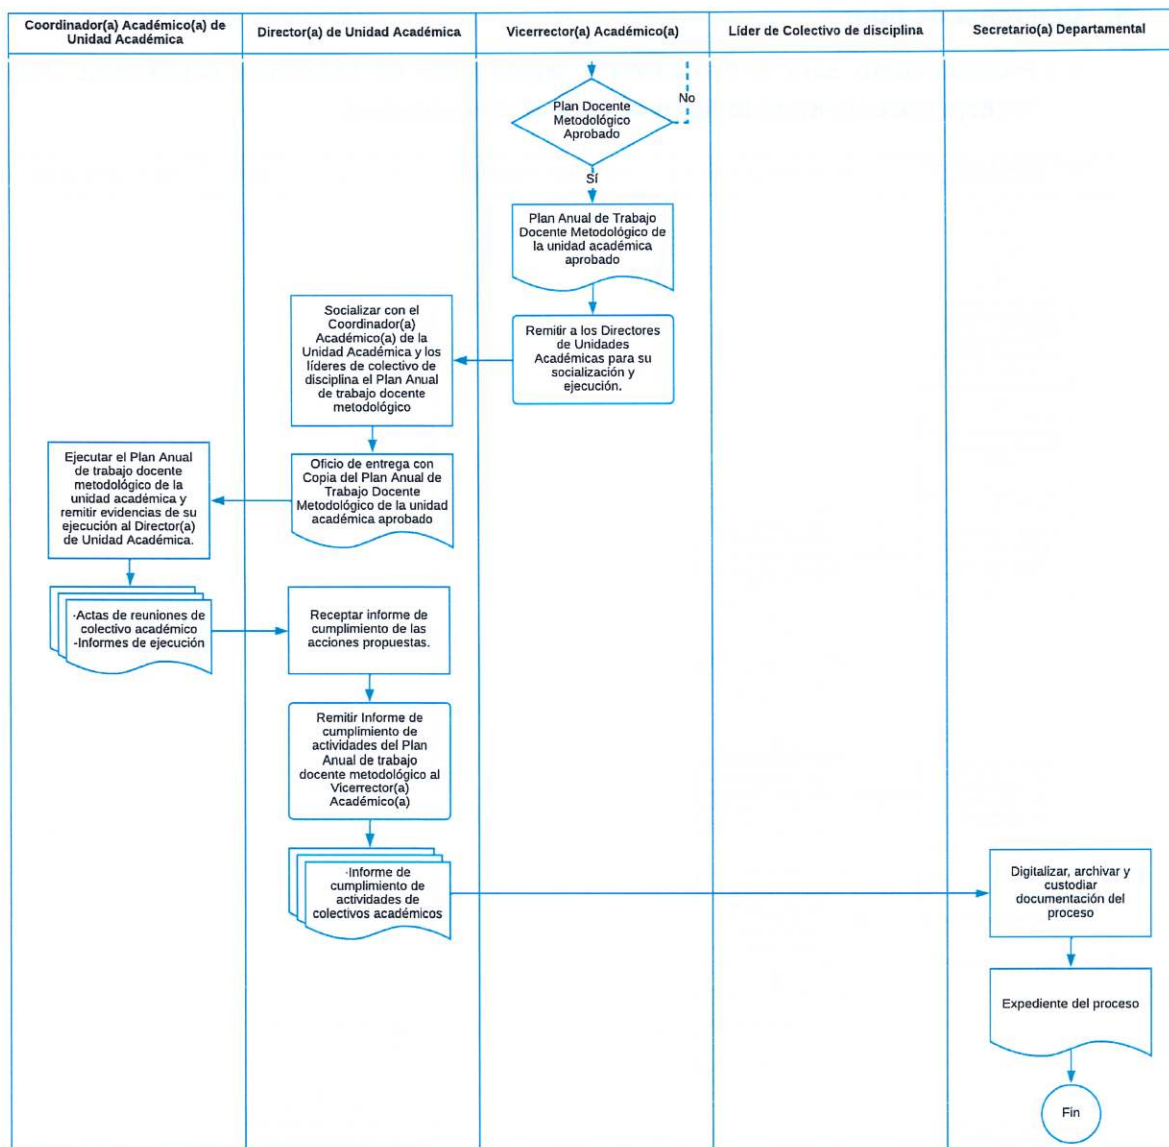 Coordinador(a) Académico(a) de
Unidad Académica
Director(a) de Unidad Académica
Vicerrector(a) Académico(a)
Líder de Colectivo de disciplina
Secretario(a) Departamental
Plan Docente
Metodológico
Aprobado
No
Sí
Plan Anual de Trabajo
Docente Metodológico de
la unidad académica
aprobado
Remitir a los Directores
de Unidades
Académicas para su
socialización y
ejecución.
Socializar con el
Coordinador(a)
Académico(a) de la
Unidad Académica y los
líderes de colectivo de
disciplina el Plan Anual
de trabajo docente
metodológico
Oficio de entrega con
Copia del Plan Anual de
Trabajo Docente
Metodológico de la unidad
académica aprobado
Ejecutar el Plan Anual
de trabajo docente
metodológico de la
unidad académica y
remitir evidencias de su
ejecución al Director(a)
de Unidad Académica.
·Actas de reuniones de
colectivo académico
-Informes de ejecución
Receptar informe de
cumplimiento de las
acciones propuestas.
Remitir Informe de
cumplimiento de
actividades del Plan
Anual de trabajo
docente metodológico al
Vicerrector(a)
Académico(a)
·Informe de
cumplimiento de
actividades de
colectivos académicos
Digitalizar, archivar y
custodiar
documentación del
proceso
Expediente del proceso
Fin